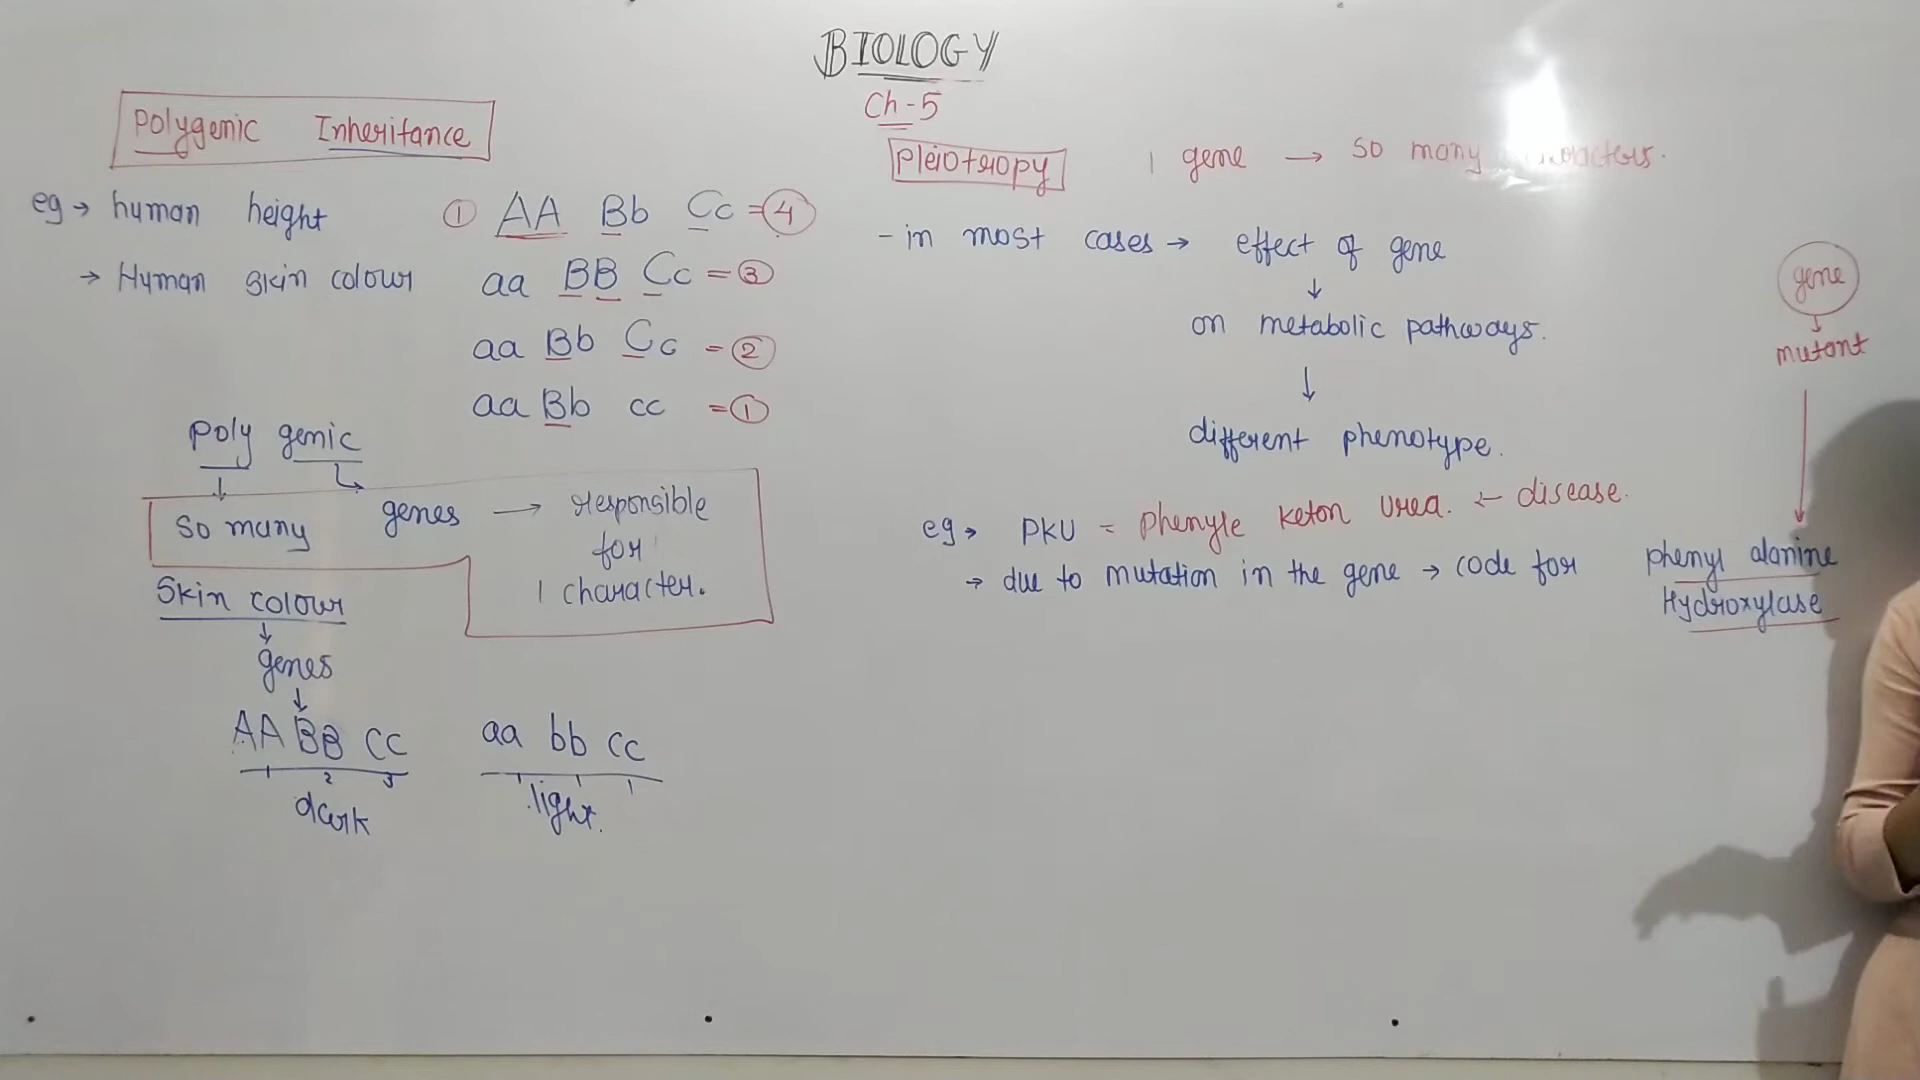 BIOLOGY
Ch-5
Polygenic Inheritance
eg → human height
→ Human Skin colour
① AA Bb Cc = ④
aa BB Cc = ③
aa Bb Cc = ②
aa Bb cc = ①
Poly genic
So many genes → responsible
for
1 character.
Skin colour
↓
genes
↓
AA BB CC
1 2 3
dark
aa bb cc
light.
Pleiotropy
1 gene → so many
- in most cases → effect of gene
↓
on metabolic pathways.
↓
different phenotype.
eg → PKU = phenyle keton urea. ← disease.
→ due to mutation in the gene → code for phenyl alanine
Hydroxylase
gene
↓
mutant